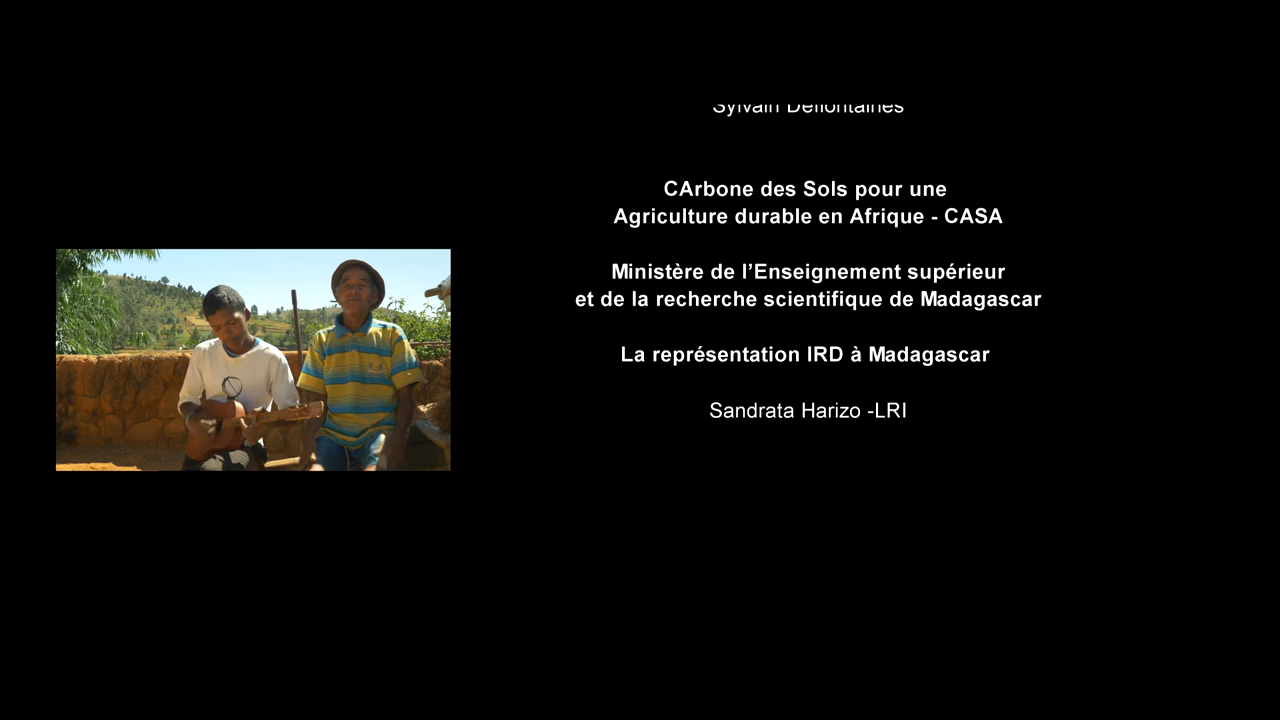 Sylvain
CArbone des Sols pour une
Agriculture durable en Afrique - CASA
Ministère de l’Enseignement supérieur
et de la recherche scientifique de Madagascar
La représentation IRD à Madagascar
Sandrata Harizo -LRI